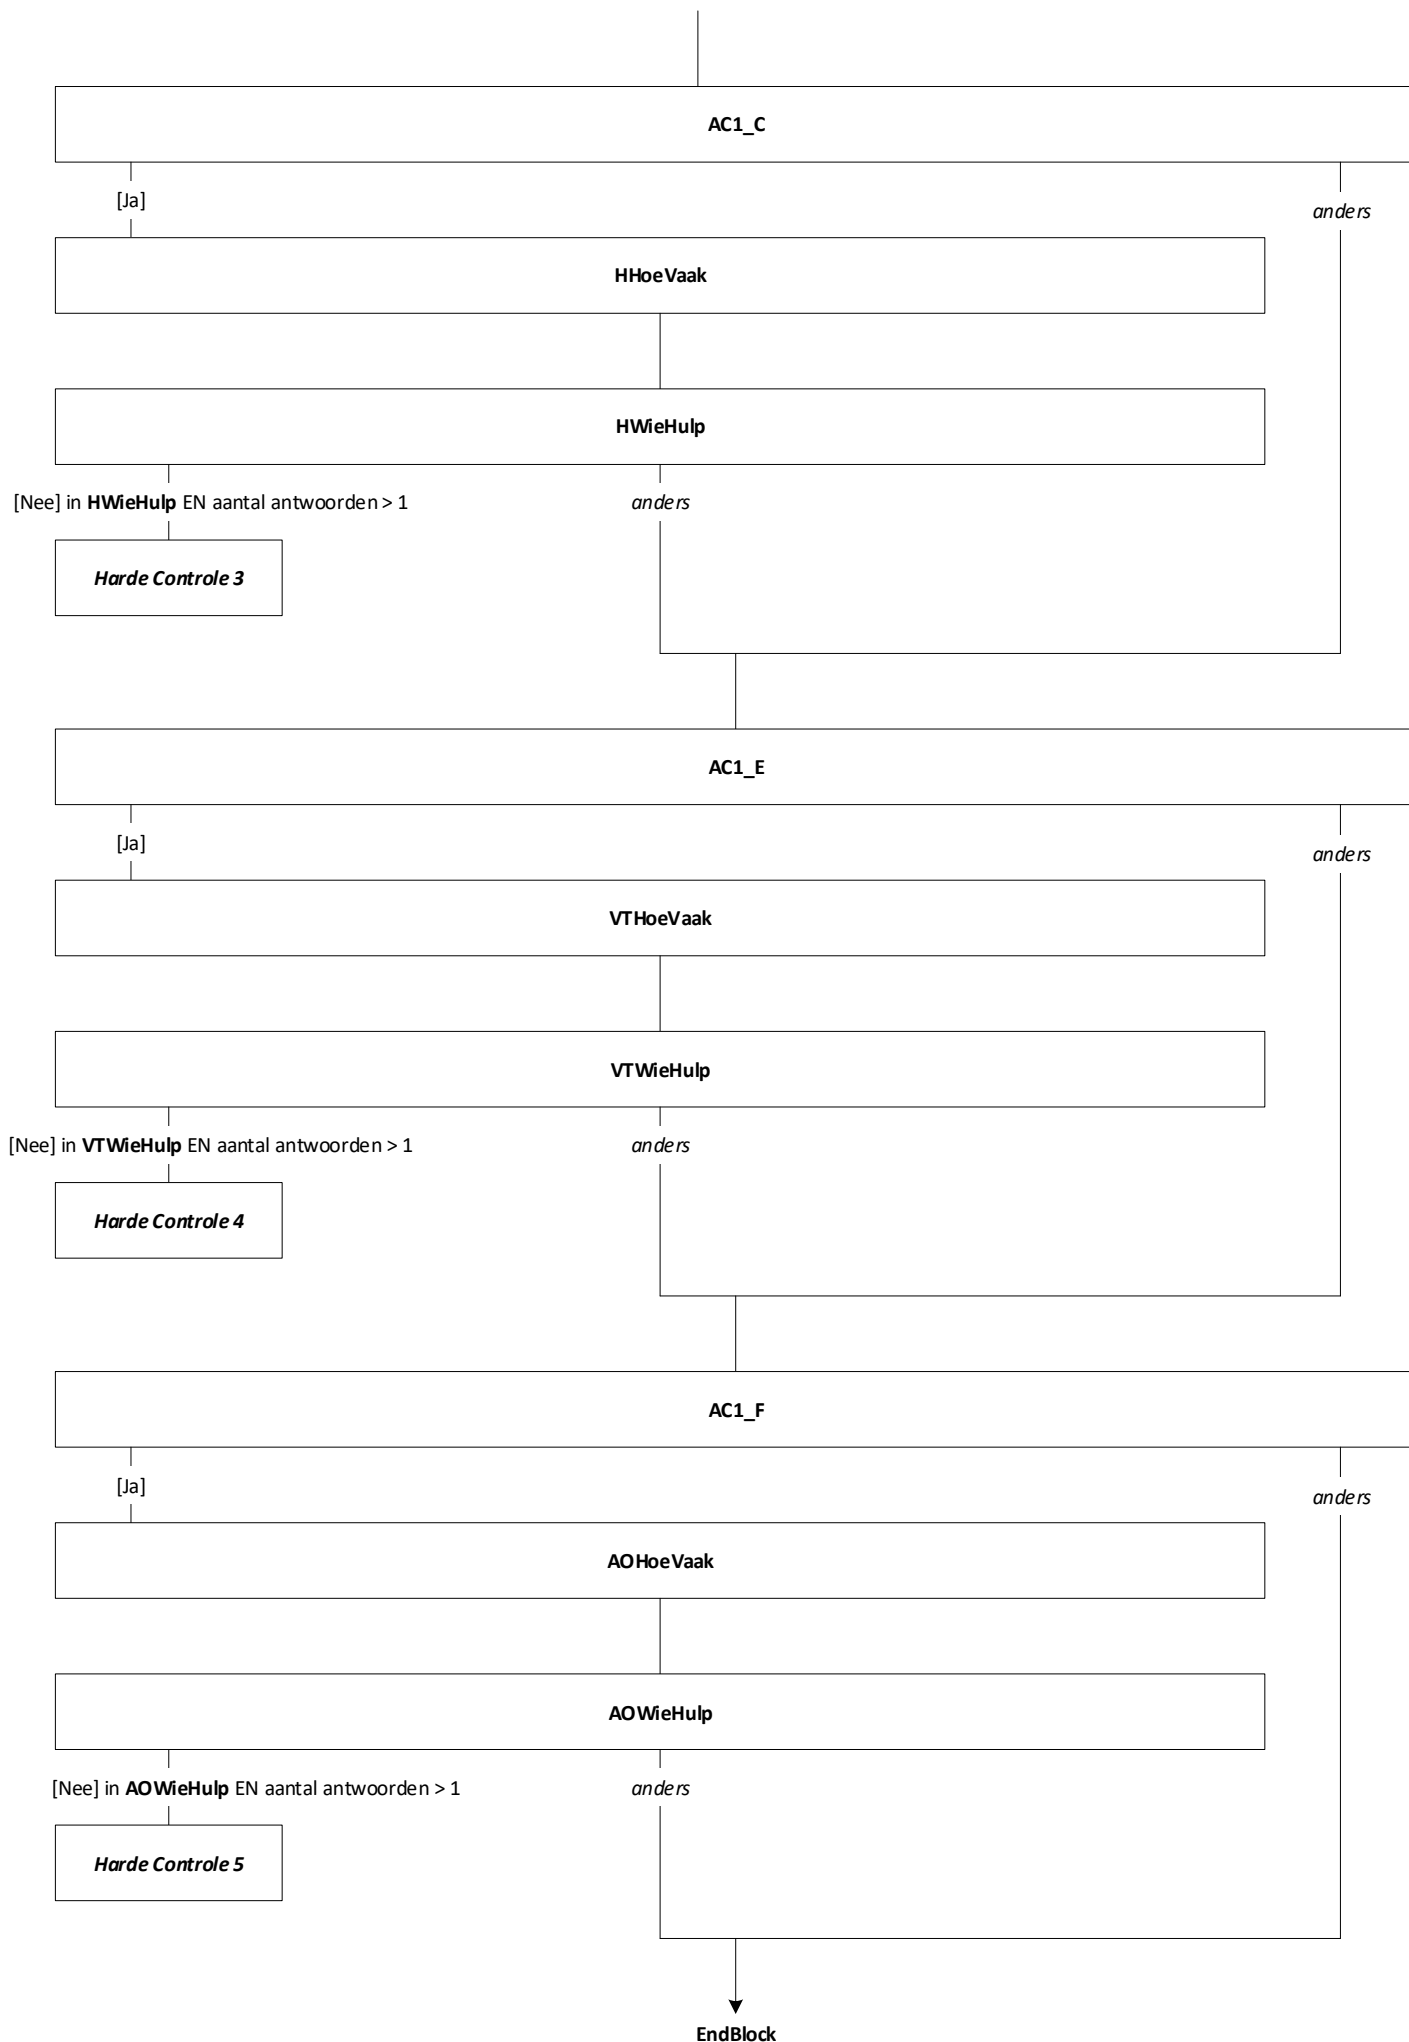 AC1_C
[Ja]
anders
HHoeVaak
HWieHulp
[Nee] in HWieHulp EN aantal antwoorden > 1
anders
Harde Controle 3
AC1_E
[Ja]
anders
VTHoeVaak
VTWieHulp
[Nee] in VTWieHulp EN aantal antwoorden > 1
anders
Harde Controle 4
AC1_F
[Ja]
anders
AOHoeVaak
AOWieHulp
[Nee] in AOWieHulp EN aantal antwoorden > 1
anders
Harde Controle 5
EndBlock